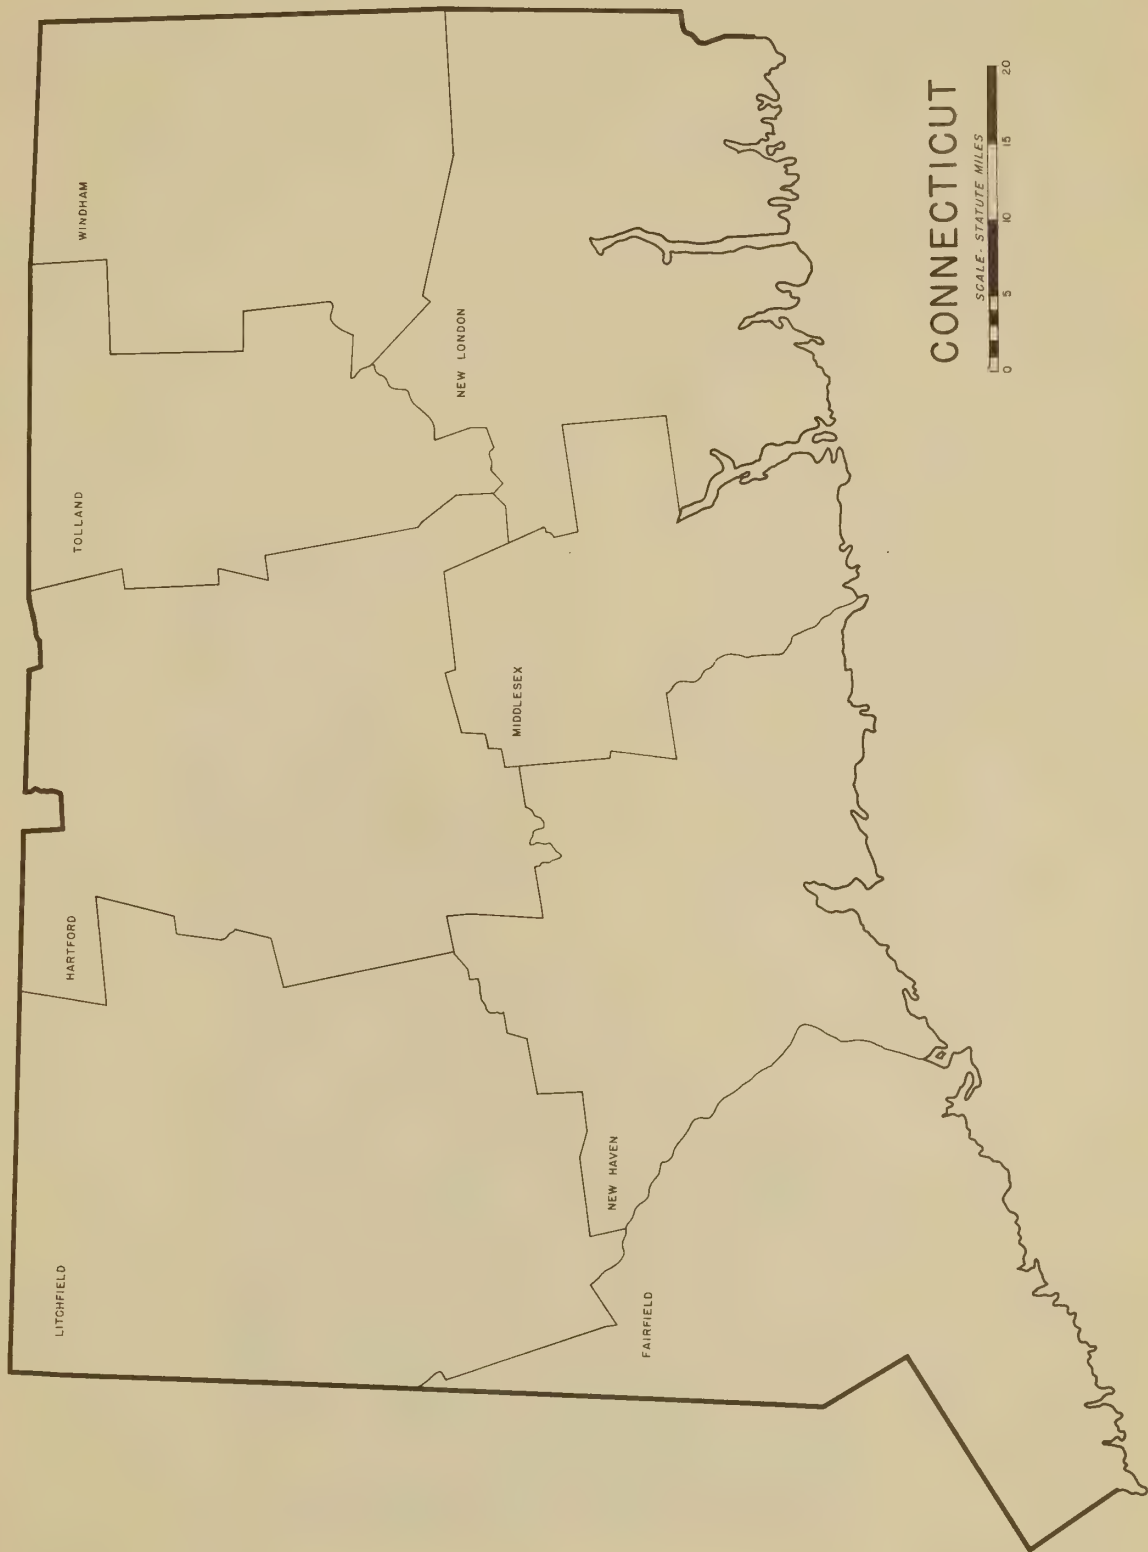 LITCHFIELD
HARTFORD
TOLLAND
WINDHAM
NEW LONDON
MIDDLESEX
NEW HAVEN
FAIRFIELD
CONNECTICUT
SCALE - STATUTE MILES
0 5 10 15 20